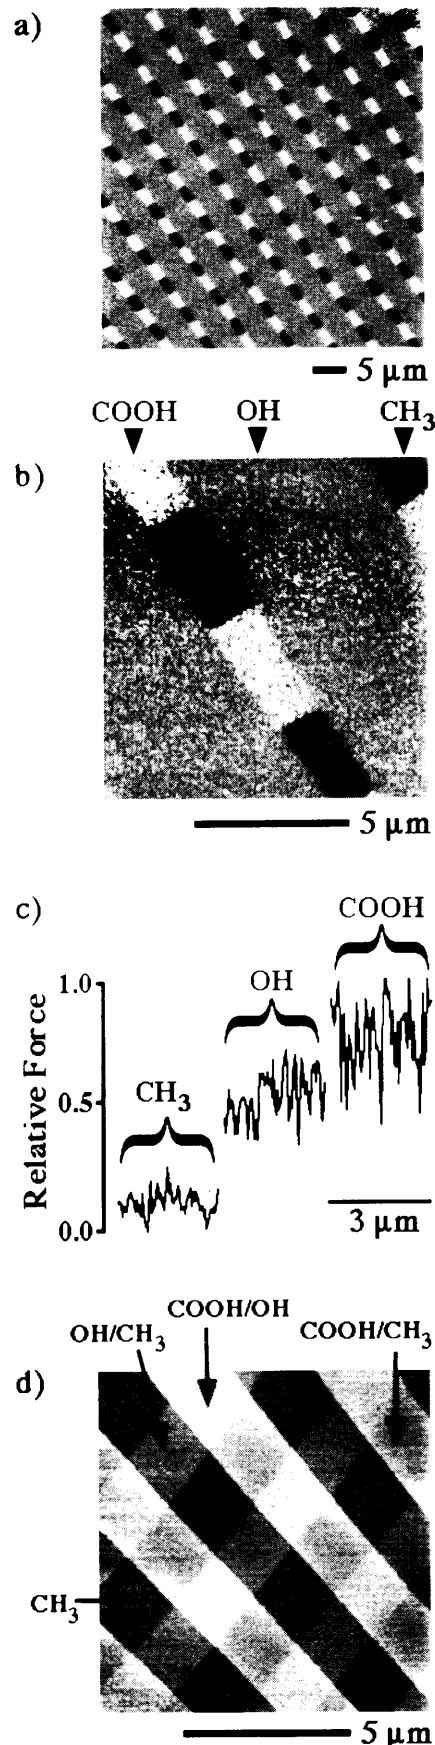 a)
5 μm
COOH OH CH₃
b)
5 μm
c)
COOH
OH
CH₃
Relative Force
1.0
0.5
0.0
3 μm
COOH/OH
OH/CH₃ COOH/CH₃
d)
CH₃
5 μm